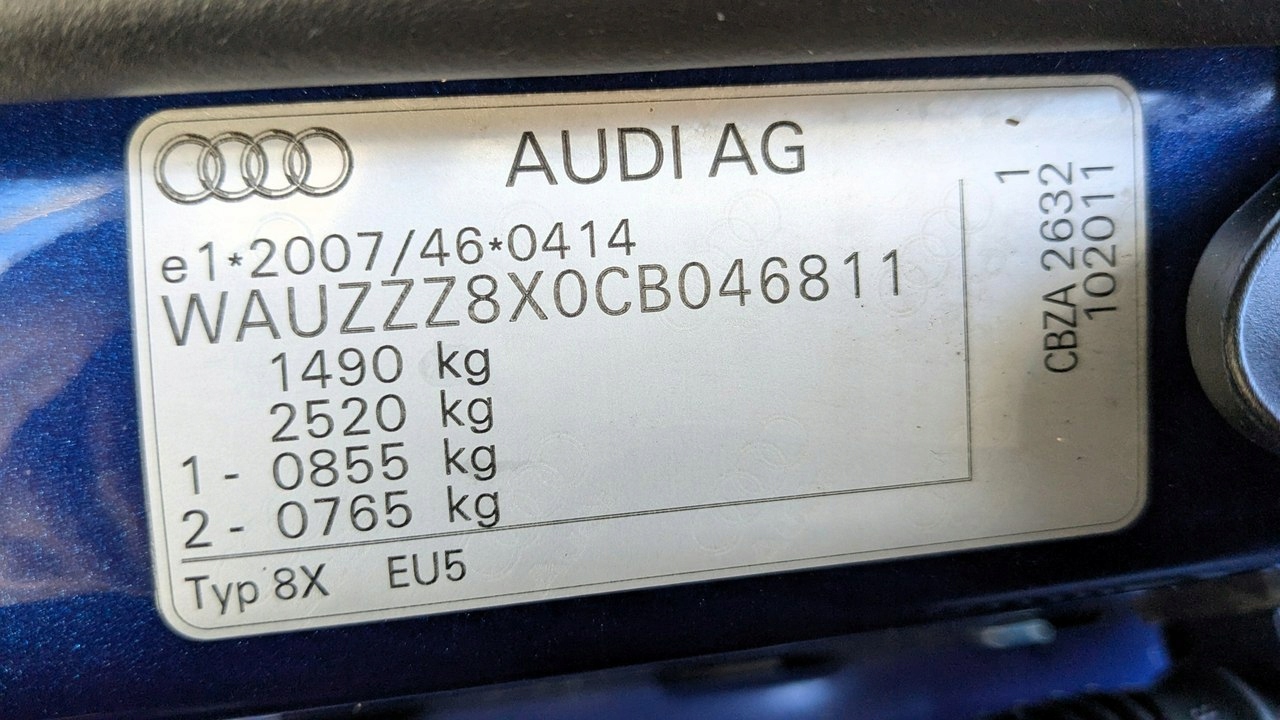 AUDI AG
e1*2007/46*0414
WAUZZZ8X0CB046811
1490 kg
2520 kg
1 - 0855 kg
2 - 0765 kg
Typ 8X EU5
1
CBZA 2632
102011